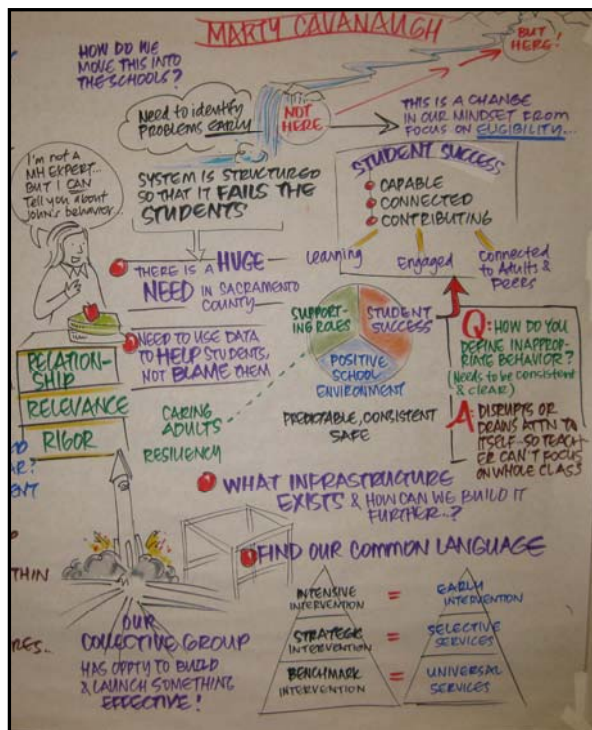 MARTY CAVANAUGH
BUT
HERE!
HOW DO WE
MOVE THIS INTO
THE SCHOOLS?
Need to identify
problems EARLY
NOT
HERE
THIS IS A CHANGE
IN OUR MINDSET FROM
FOCUS ON ELIGIBILITY...
I'm not a
MH EXPERT...
BUT I CAN
Tell you about
John's behavior...
SYSTEM IS STRUCTURED
SO THAT IT FAILS THE
STUDENTS
STUDENT SUCCESS
CAPABLE
CONNECTED
CONTRIBUTING
Learning
Engaged
Connected
to Adults &
Peers
THERE IS A HUGE
NEED IN SACRAMENTO
COUNTY
NEED TO USE DATA
TO HELP STUDENTS,
NOT BLAME THEM
RELATION-
SHIP
RELEVANCE
RIGOR
SUPPORT-
ING ROLES
STUDENT
SUCCESS
POSITIVE
SCHOOL
ENVIRONMENT
CARING
ADULTS
RESILIENCY
PREDICTABLE, CONSISTENT
SAFE
Q: HOW DO YOU
DEFINE INAPPROP-
RIATE BEHAVIOR?
(Needs to be consistent
& CLEAR)
A: DISRUPTS OR
DRAWS ATTN TO
ITSELF-SO TEACH
ER CAN'T FOCUS
ON WHOLE CLASS
WHAT INFRASTRUCTURE
EXISTS & HOW CAN WE BUILD IT
FURTHER..?
FIND OUR COMMON LANGUAGE
INTENSIVE
INTERVENTION
=
EARLY
INTERVENTION
STRATEGIC
INTERVENTION
=
SELECTIVE
SERVICES
BENCHMARK
INTERVENTION
=
UNIVERSAL
SERVICES
OUR
COLLECTIVE GROUP
HAS OPPTY TO BUILD
& LAUNCH SOMETHING
EFFECTIVE!